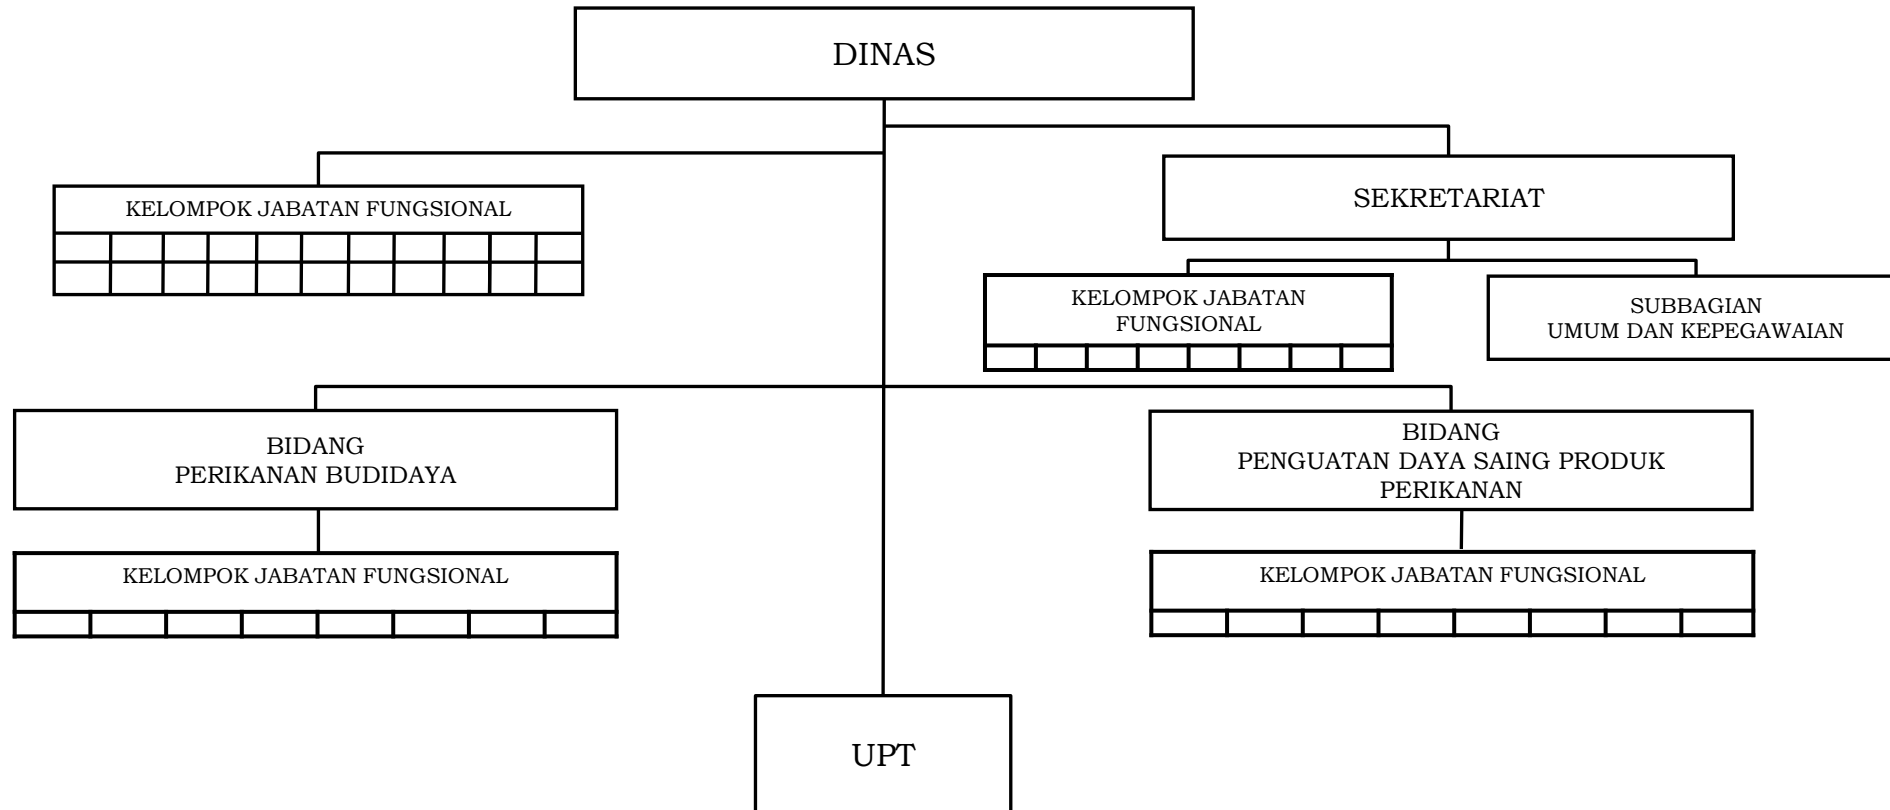 DINAS
SEKRETARIAT
KELOMPOK JABATAN FUNGSIONAL
KELOMPOK JABATAN
FUNGSIONAL
SUBBAGIAN
UMUM DAN KEPEGAWAIAN
BIDANG
PERIKANAN BUDIDAYA
BIDANG
PENGUATAN DAYA SAING PRODUK
PERIKANAN
KELOMPOK JABATAN FUNGSIONAL
KELOMPOK JABATAN FUNGSIONAL
UPT